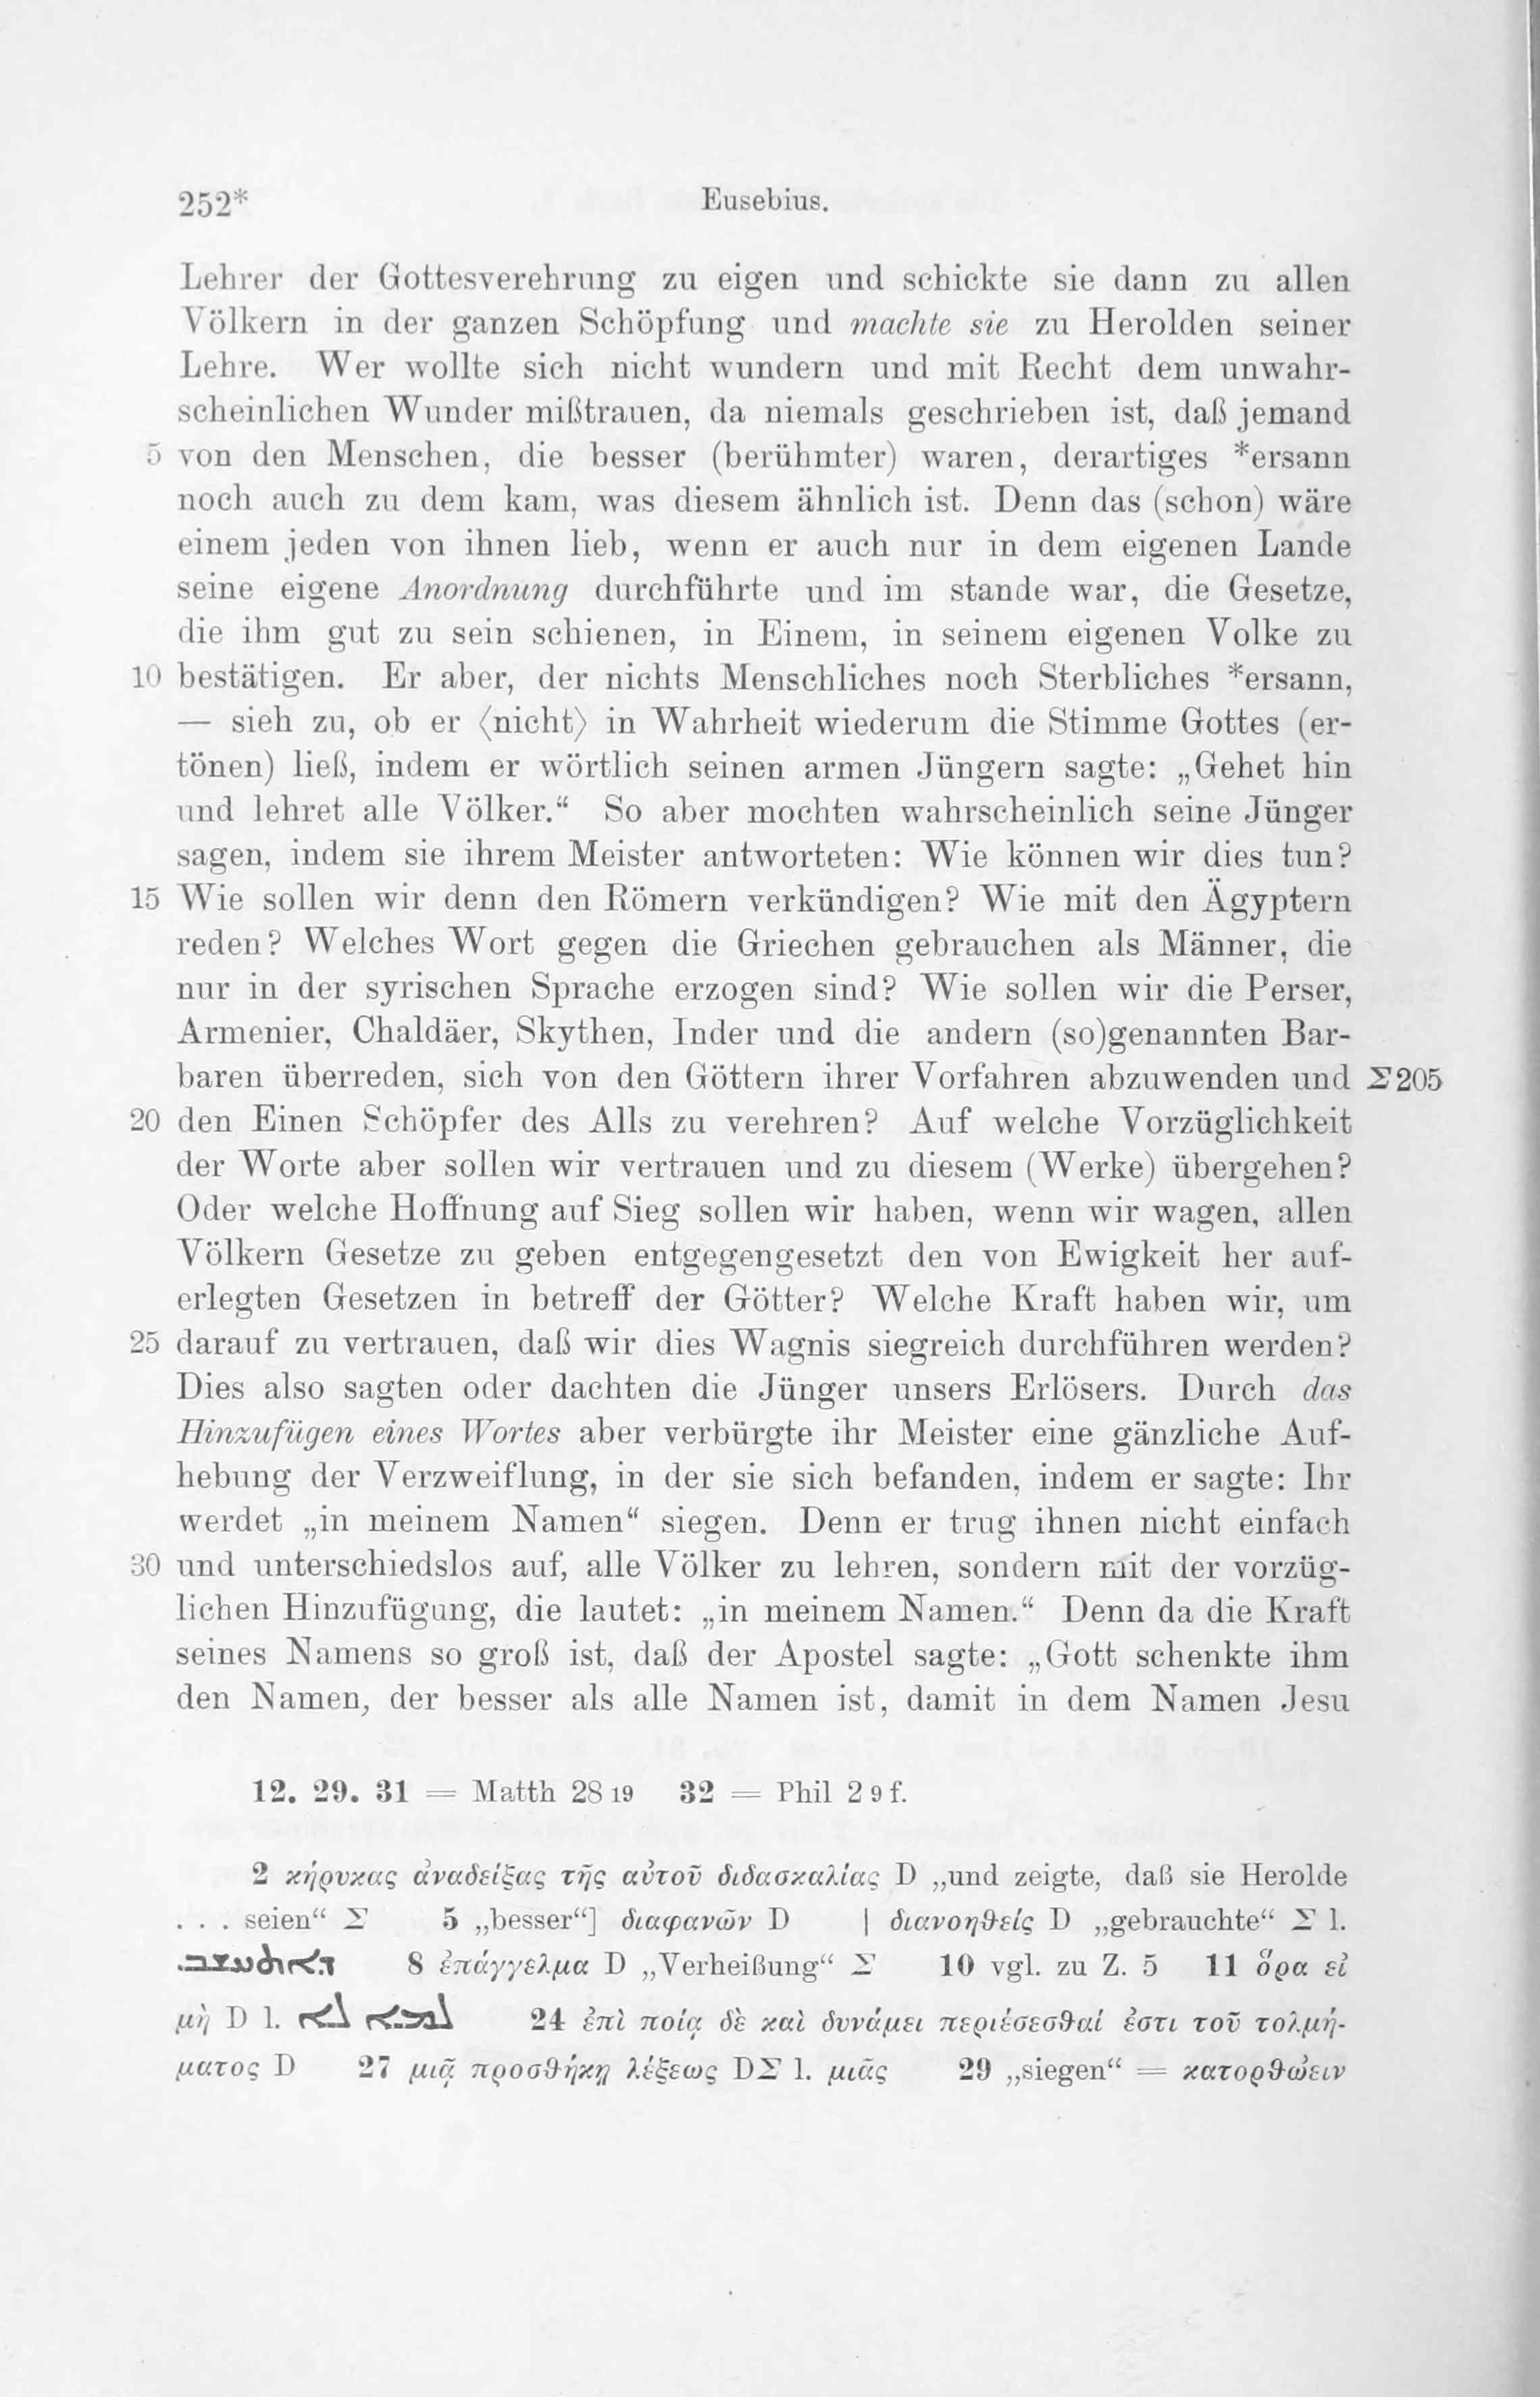 252* Eusebius.
Lehrer der Gottesverehrung zu eigen und schickte sie dann zu allen
Völkern in der ganzen Schöpfung und machte sie zu Herolden seiner
Lehre. Wer wollte sich nicht wundern und mit Recht dem unwahr-
scheinlichen Wunder mißtrauen, da niemals geschrieben ist, daß jemand
5 von den Menschen, die besser (berühmter) waren, derartiges *ersann
noch auch zu dem kam, was diesem ähnlich ist. Denn das (schon) wäre
einem jeden von ihnen lieb, wenn er auch nur in dem eigenen Lande
seine eigene Anordnung durchführte und im stande war, die Gesetze,
die ihm gut zu sein schienen, in Einem, in seinem eigenen Volke zu
10 bestätigen. Er aber, der nichts Menschliches noch Sterbliches *ersann,
— sieh zu, ob er ⟨nicht⟩ in Wahrheit wiederum die Stimme Gottes (er-
tönen) ließ, indem er wörtlich seinen armen Jüngern sagte: „Gehet hin
und lehret alle Völker.“ So aber mochten wahrscheinlich seine Jünger
sagen, indem sie ihrem Meister antworteten: Wie können wir dies tun?
15 Wie sollen wir denn den Römern verkündigen? Wie mit den Ägyptern
reden? Welches Wort gegen die Griechen gebrauchen als Männer, die
nur in der syrischen Sprache erzogen sind? Wie sollen wir die Perser,
Armenier, Chaldäer, Skythen, Inder und die andern (so)genannten Bar-
baren überreden, sich von den Göttern ihrer Vorfahren abzuwenden und Σ205
20 den Einen Schöpfer des Alls zu verehren? Auf welche Vorzüglichkeit
der Worte aber sollen wir vertrauen und zu diesem (Werke) übergehen?
Oder welche Hoffnung auf Sieg sollen wir haben, wenn wir wagen, allen
Völkern Gesetze zu geben entgegengesetzt den von Ewigkeit her auf-
erlegten Gesetzen in betreff der Götter? Welche Kraft haben wir, um
25 darauf zu vertrauen, daß wir dies Wagnis siegreich durchführen werden?
Dies also sagten oder dachten die Jünger unsers Erlösers. Durch das
Hinzufügen eines Wortes aber verbürgte ihr Meister eine gänzliche Auf-
hebung der Verzweiflung, in der sie sich befanden, indem er sagte: Ihr
werdet „in meinem Namen“ siegen. Denn er trug ihnen nicht einfach
30 und unterschiedslos auf, alle Völker zu lehren, sondern mit der vorzüg-
lichen Hinzufügung, die lautet: „in meinem Namen.“ Denn da die Kraft
seines Namens so groß ist, daß der Apostel sagte: „Gott schenkte ihm
den Namen, der besser als alle Namen ist, damit in dem Namen Jesu
12. 29. 31 = Matth 28 19 32 = Phil 2 9 f.
2 κήρυκας ἀναδείξας τῆς αὐτοῦ διδασκαλίας D „und zeigte, daß sie Herolde
. . . seien“ Σ 5 „besser“] διαφανῶν D | διανοηθείς D „gebrauchte“ Σ l.
8 ἐπάγγελμα D „Verheißung“ Σ 10 vgl. zu Z. 5 11 ὅρα εἰ
μὴ D l. ܠܡܐ ܠܐ 24 ἐπὶ ποίᾳ δὲ καὶ δυνάμει περιέσεσθαί ἐστι τοῦ τολμή-
ματος D 27 μιᾷ προσθήκῃ λέξεως DΣ l. μιᾶς 29 „siegen“ = κατορθώειν